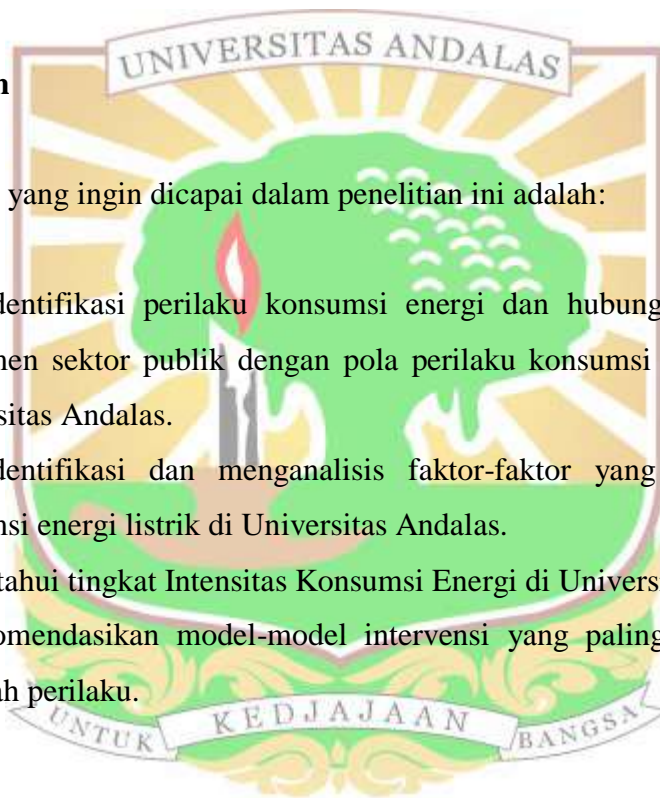 UNIVERSITAS ANDALAS
yang ingin dicapai dalam penelitian ini adalah:
dentifikasi perilaku konsumsi energi dan hubung
men sektor publik dengan pola perilaku konsumsi
sitas Andalas.
dentifikasi dan menganalisis faktor-faktor yang
nsi energi listrik di Universitas Andalas.
tahui tingkat Intensitas Konsumsi Energi di Univers
omendasikan model-model intervensi yang paling
ah perilaku.
UNTUK KEDJAJAAN BANGSA